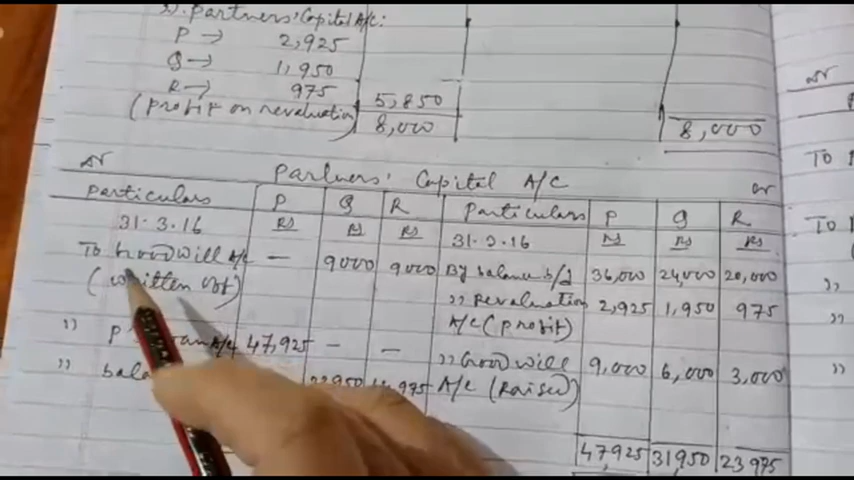 Partners' Capital A/C:
P → 2,925
Q → 1,950
R → 975
(Profit on revaluation) 5,850
8,000 8,000
Dr Partners' Capital A/C
Particulars P Q R Particulars P Q R
31-3-16 Rs Rs Rs 31-3-16 Rs Rs Rs
To Goodwill A/c — 9000 9000 By balance b/d 36,000 24,000 20,000
(written off) ,, Revaluation 2,925 1,950 975
A/C (Profit)
,, P's A/c 47,925 — — ,, Goodwill 9,000 6,000 3,000
,, A/C (Raised)
47,925 31,950 23,975
To
To
,,
,,
,,